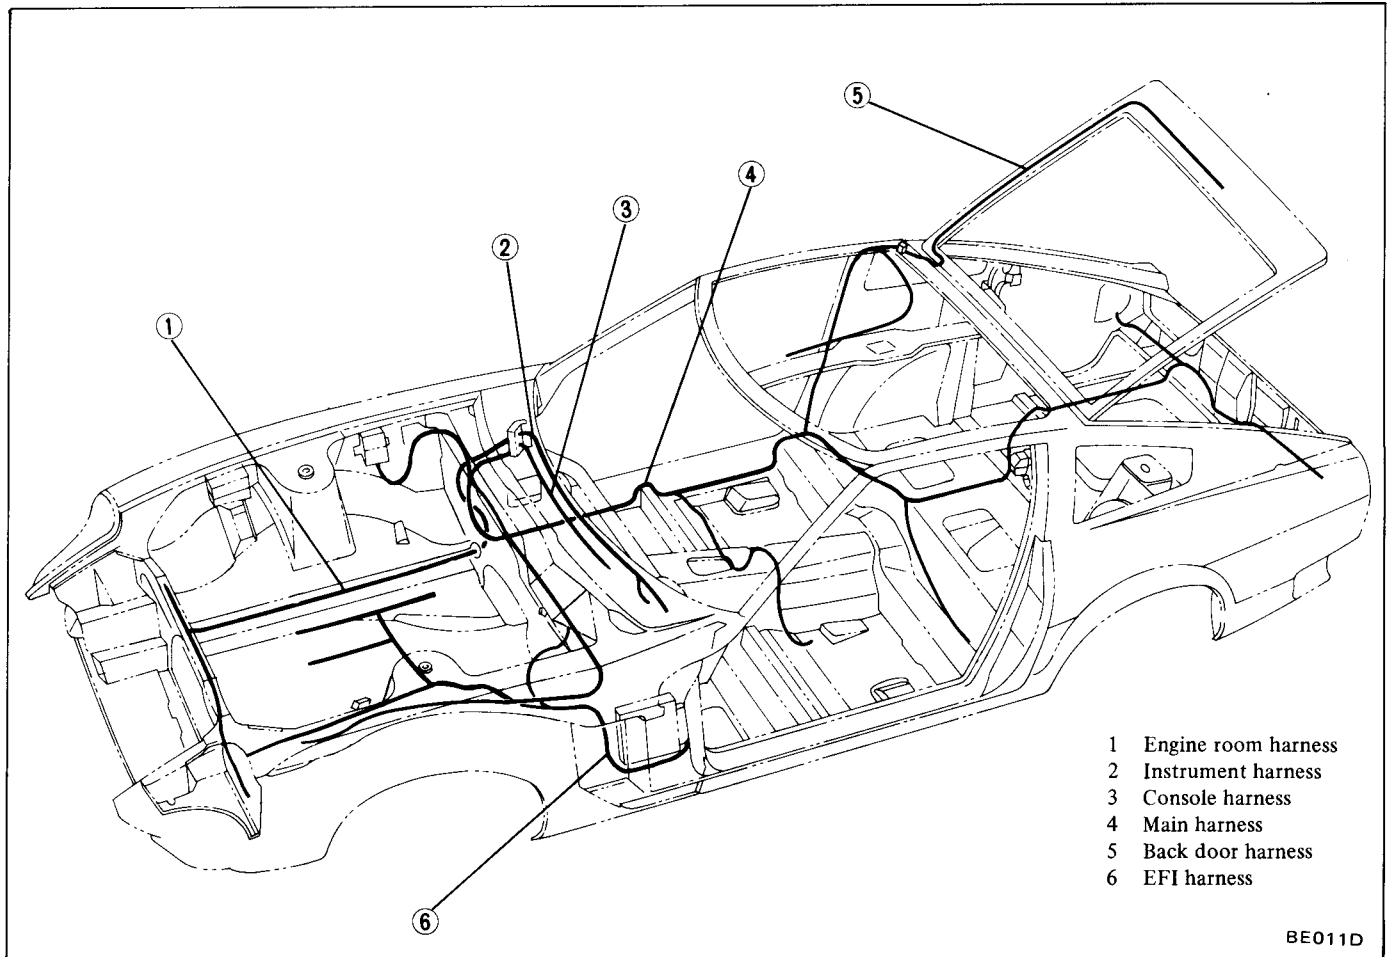 5
4
3
2
1
6
1 Engine room harness
2 Instrument harness
3 Console harness
4 Main harness
5 Back door harness
6 EFI harness
BE011D